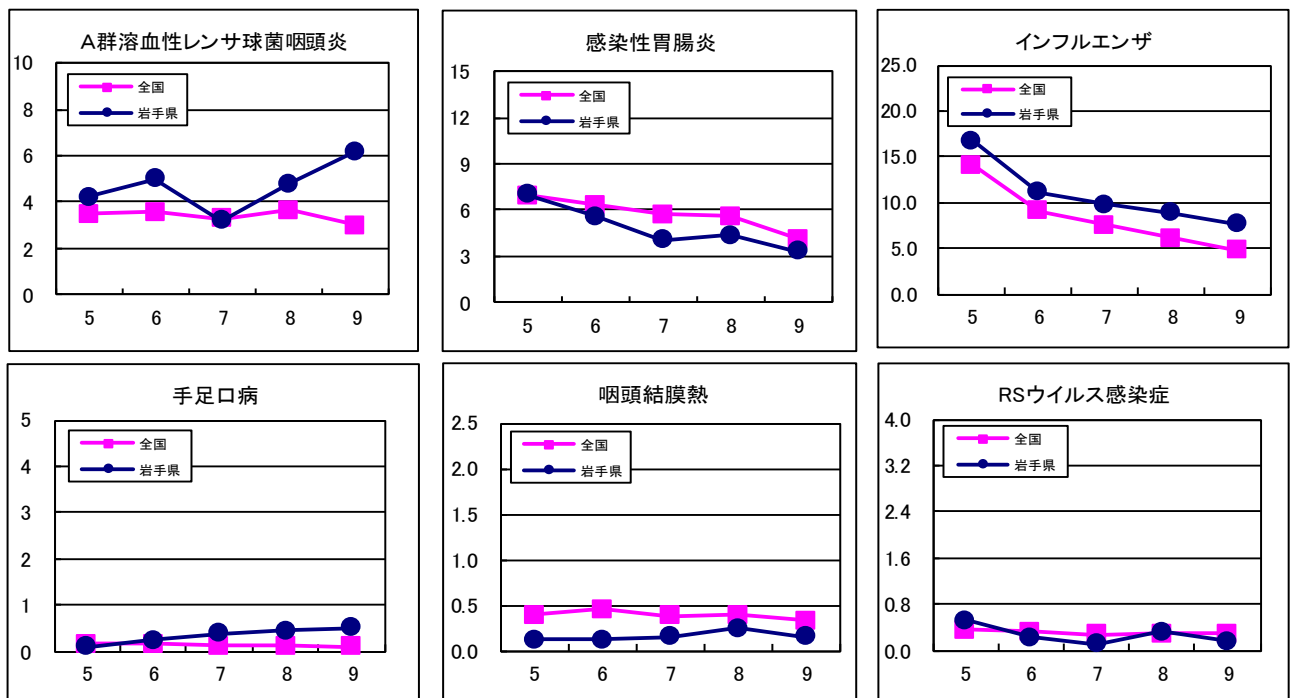 A群溶血性レンサ球菌咽頭炎
10
8
6
4
2
0
全国
岩手県
5 6 7 8 9
感染性胃腸炎
15
12
9
6
3
0
全国
岩手県
5 6 7 8 9
インフルエンザ
25.0
20.0
15.0
10.0
5.0
0.0
全国
岩手県
5 6 7 8 9
手足口病
5
4
3
2
1
0
全国
岩手県
5 6 7 8 9
咽頭結膜熱
2.5
2.0
1.5
1.0
0.5
0.0
全国
岩手県
5 6 7 8 9
RSウイルス感染症
4.0
3.2
2.4
1.6
0.8
0.0
全国
岩手県
5 6 7 8 9